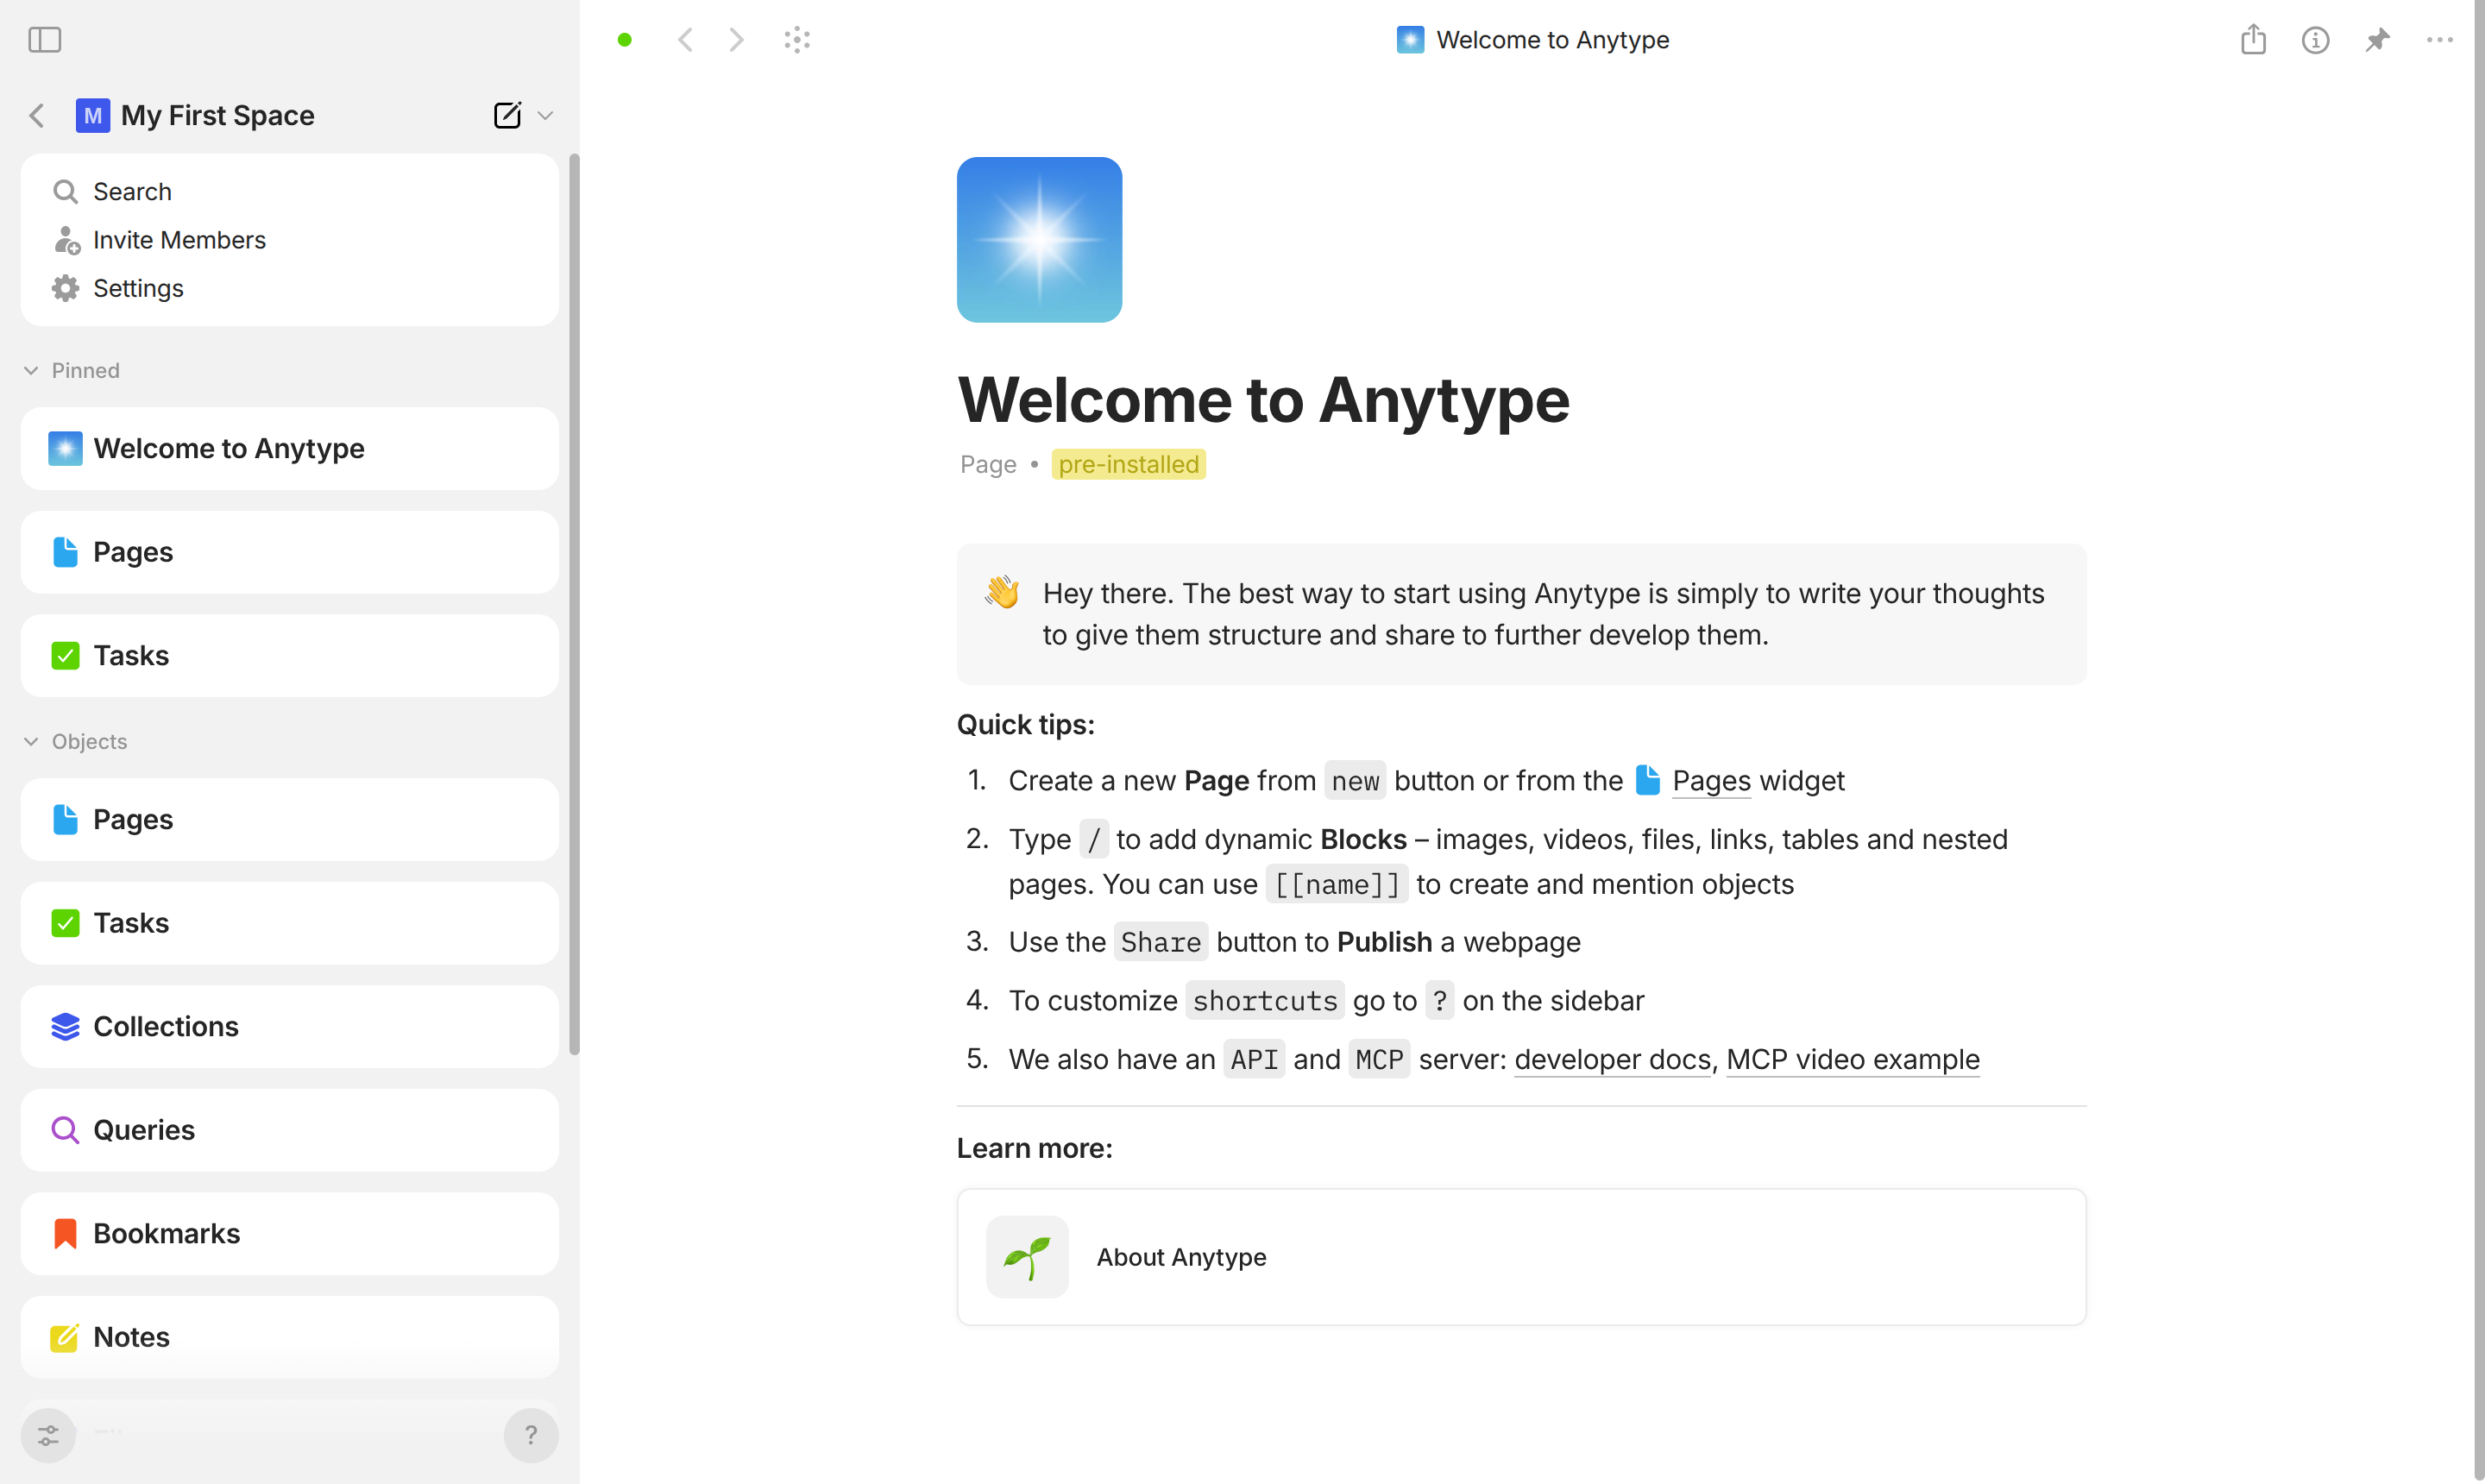 Welcome to Anytype
M My First Space
Search
Invite Members
Settings
Pinned
Welcome to Anytype
Pages
Tasks
Objects
Pages
Tasks
Collections
Queries
Bookmarks
Notes
?
Welcome to Anytype
Page • pre-installed
Hey there. The best way to start using Anytype is simply to write your thoughts
to give them structure and share to further develop them.
Quick tips:
1. Create a new Page from new button or from the Pages widget
2. Type / to add dynamic Blocks – images, videos, files, links, tables and nested
pages. You can use [[name]] to create and mention objects
3. Use the Share button to Publish a webpage
4. To customize shortcuts go to ? on the sidebar
5. We also have an API and MCP server: developer docs, MCP video example
Learn more:
About Anytype